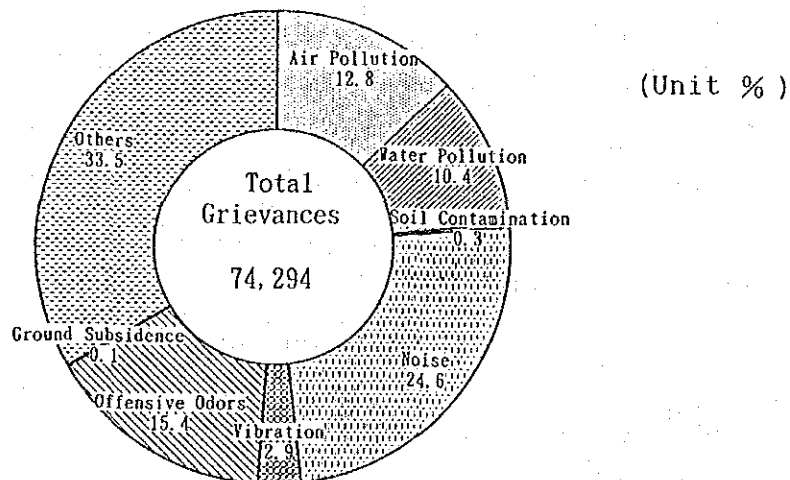 Air Pollution
12.8
(Unit %)
Water Pollution
10.4
Soil Contamination
0.3
Noise
24.6
Vibration
2.9
Offensive Odors
15.4
Ground Subsidence
0.1
Others
33.5
Total
Grievances
74,294